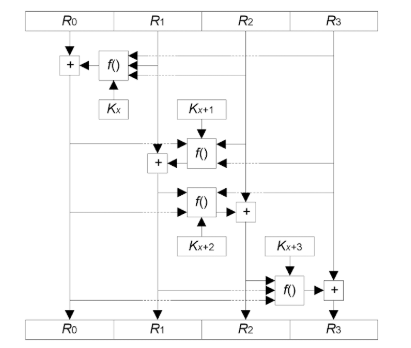 R0 R1 R2 R3
+ f()
Kx Kx+1
+ f()
f() +
Kx+2 Kx+3
f() +
R0 R1 R2 R3